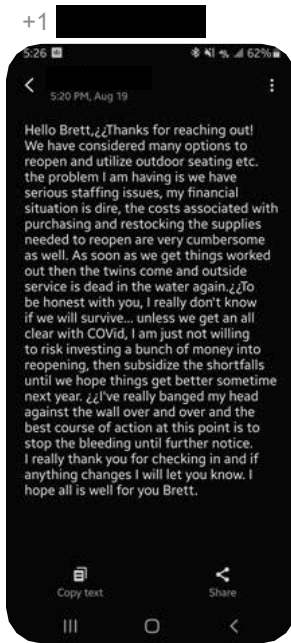 +1
5:26 62%
5:20 PM, Aug 19
Hello Brett,¿¿Thanks for reaching out!
We have considered many options to
reopen and utilize outdoor seating etc.
the problem I am having is we have
serious staffing issues, my financial
situation is dire, the costs associated with
purchasing and restocking the supplies
needed to reopen are very cumbersome
as well. As soon as we get things worked
out then the twins come and outside
service is dead in the water again.¿¿To
be honest with you, I really don't know
if we will survive... unless we get an all
clear with COVid, I am just not willing
to risk investing a bunch of money into
reopening, then subsidize the shortfalls
until we hope things get better sometime
next year. ¿¿I've really banged my head
against the wall over and over and the
best course of action at this point is to
stop the bleeding until further notice.
I really thank you for checking in and if
anything changes I will let you know. I
hope all is well for you Brett.
Copy text Share